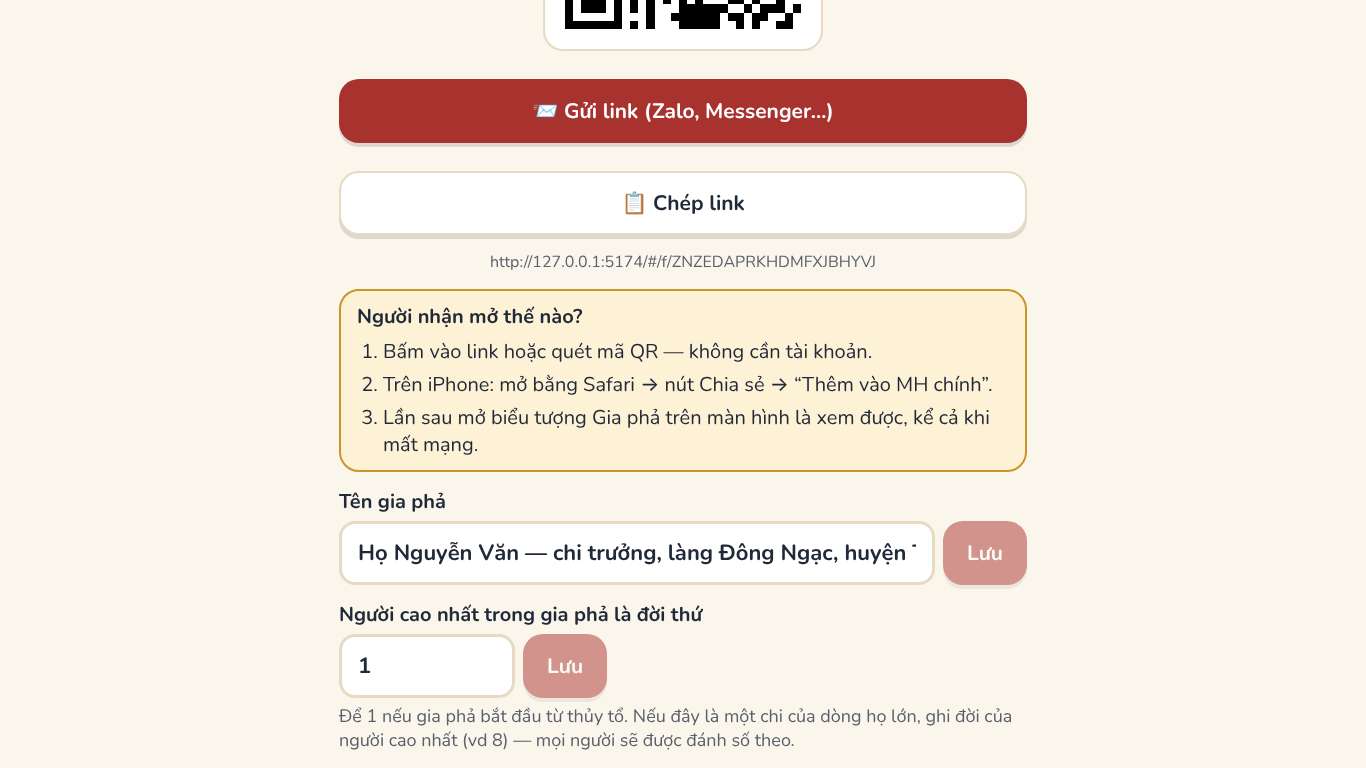 📨 Gửi link (Zalo, Messenger...)
📋 Chép link
http://127.0.0.1:5174/#/f/ZNZEDAPRKHDMFXJBHYVJ
Người nhận mở thế nào?
1. Bấm vào link hoặc quét mã QR — không cần tài khoản.
2. Trên iPhone: mở bằng Safari → nút Chia sẻ → “Thêm vào MH chính”.
3. Lần sau mở biểu tượng Gia phả trên màn hình là xem được, kể cả khi
mất mạng.
Tên gia phả
Họ Nguyễn Văn — chi trưởng, làng Đông Ngạc, huyện
Lưu
Người cao nhất trong gia phả là đời thứ
1
Lưu
Để 1 nếu gia phả bắt đầu từ thủy tổ. Nếu đây là một chi của dòng họ lớn, ghi đời của
người cao nhất (vd 8) — mọi người sẽ được đánh số theo.